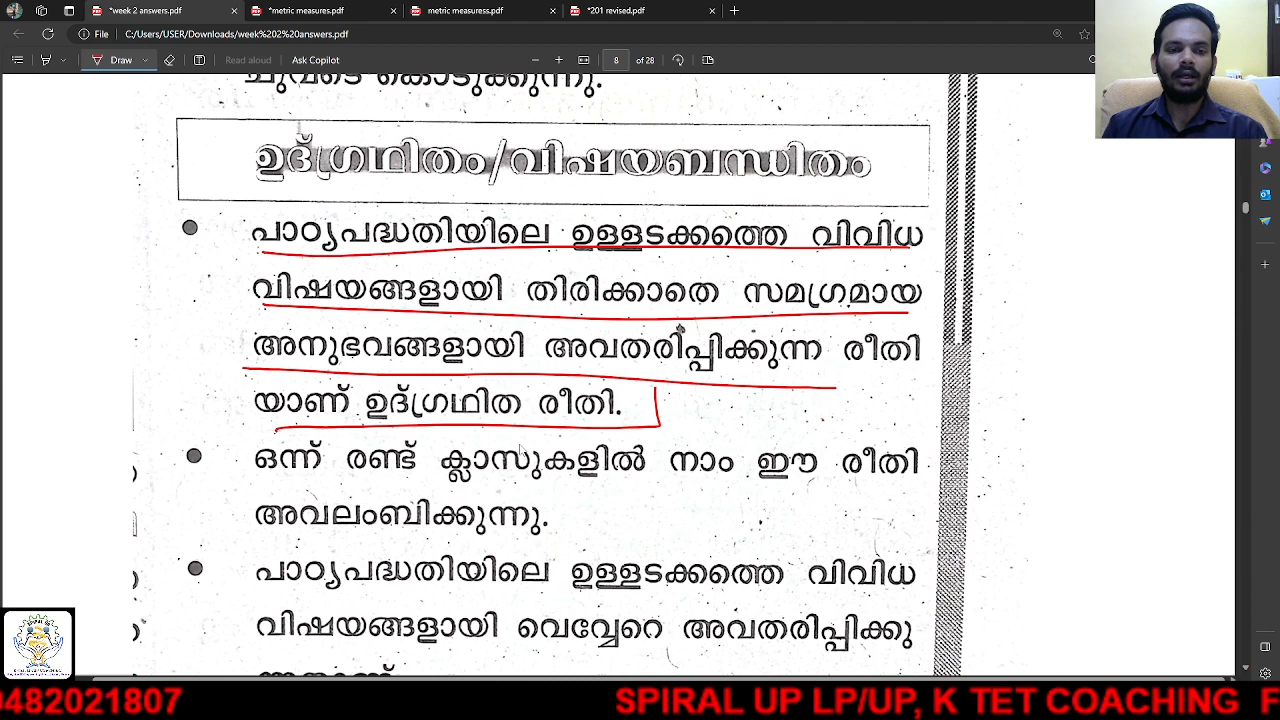 *week 2 answers.pdf
*metric measures.pdf
metric measuress.pdf
*201 revised.pdf
File C:/Users/USER/Downloads/week%202%20answers.pdf
Draw
Read aloud
Ask Copilot
8 of 28
ചുവടെ കൊടുക്കുന്നു.
ഉദ്ഗ്രഥിതം/വിഷയബന്ധിതം
പാഠ്യപദ്ധതിയിലെ ഉള്ളടക്കത്തെ വിവിധ
വിഷയങ്ങളായി തിരിക്കാതെ സമഗ്രമായ
അനുഭവങ്ങളായി അവതരിപ്പിക്കുന്ന രീതി
യാണ് ഉദ്ഗ്രഥിത രീതി.
ഒന്ന് രണ്ട് ക്ലാസുകളിൽ നാം ഈ രീതി
അവലംബിക്കുന്നു.
പാഠ്യപദ്ധതിയിലെ ഉള്ളടക്കത്തെ വിവിധ
വിഷയങ്ങളായി വെവ്വേറെ അവതരിപ്പിക്കു
0482021807
SPIRAL UP LP/UP, K TET COACHING F